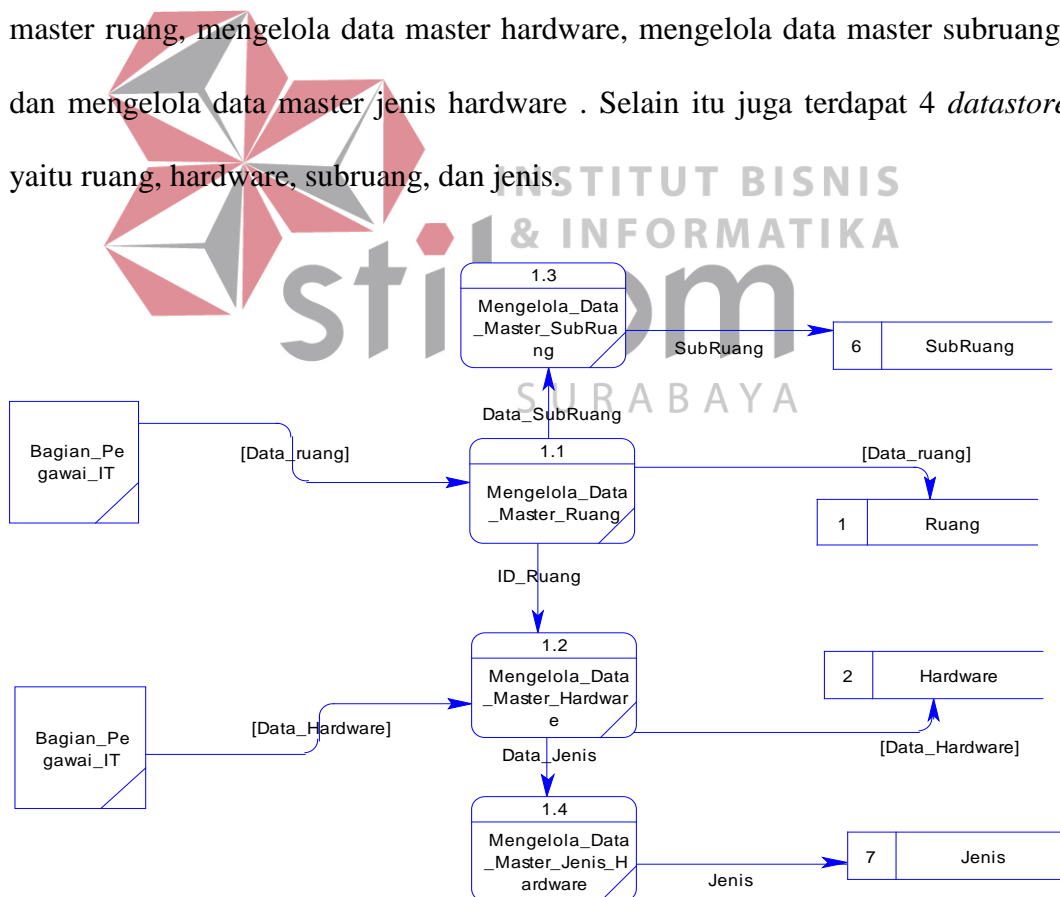 master ruang, mengelola data master hardware, mengelola data master subruang
dan mengelola data master jenis hardware . Selain itu juga terdapat 4 datastore
yaitu ruang, hardware, subruang, dan jenis.
INSTITUT BISNIS
& INFORMATIKA
stikom
SURABAYA
1.3
Mengelola_Data
_Master_SubRua
ng
SubRuang
6
SubRuang
Data_SubRuang
Bagian_Pe
gawai_IT
[Data_ruang]
1.1
Mengelola_Data
_Master_Ruang
[Data_ruang]
1
Ruang
ID_Ruang
1.2
Mengelola_Data
_Master_Hardwar
e
2
Hardware
Bagian_Pe
gawai_IT
[Data_Hardware]
[Data_Hardware]
Data_Jenis
1.4
Mengelola_Data
_Master_Jenis_H
ardware
Jenis
7
Jenis